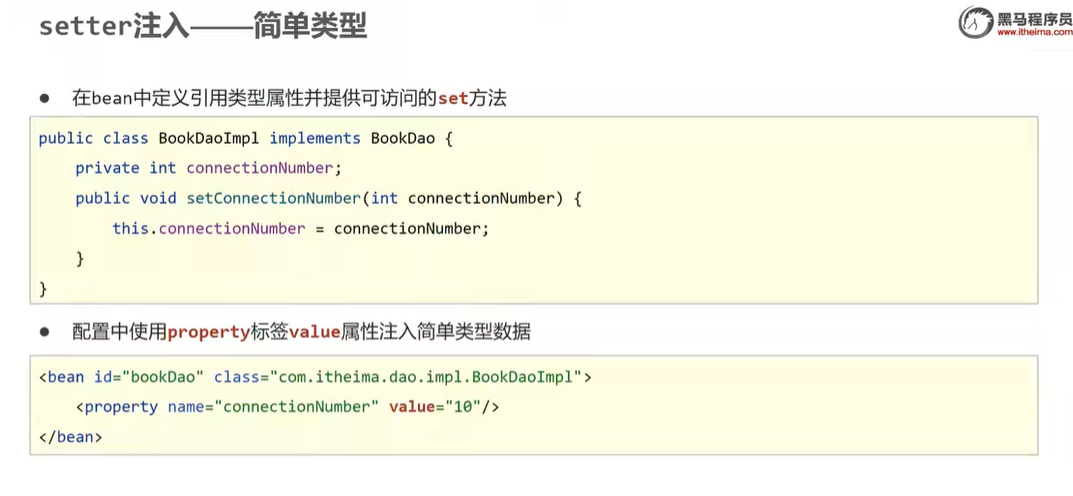 setter注入——简单类型
黑马程序员
www.itheima.com
● 在bean中定义引用类型属性并提供可访问的set方法
public class BookDaoImpl implements BookDao {
    private int connectionNumber;
    public void setConnectionNumber(int connectionNumber) {
        this.connectionNumber = connectionNumber;
    }
}
● 配置中使用property标签value属性注入简单类型数据
<bean id="bookDao" class="com.itheima.dao.impl.BookDaoImpl">
    <property name="connectionNumber" value="10"/>
</bean>